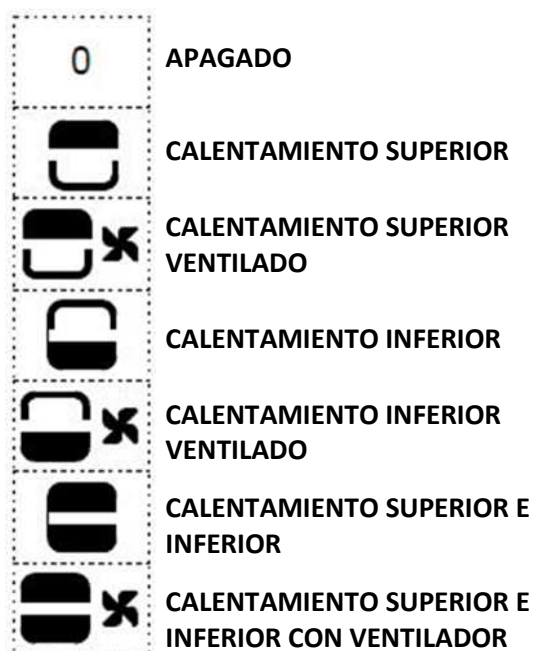 0 APAGADO
CALENTAMIENTO SUPERIOR
CALENTAMIENTO SUPERIOR
VENTILADO
CALENTAMIENTO INFERIOR
CALENTAMIENTO INFERIOR
VENTILADO
CALENTAMIENTO SUPERIOR E
INFERIOR
CALENTAMIENTO SUPERIOR E
INFERIOR CON VENTILADOR